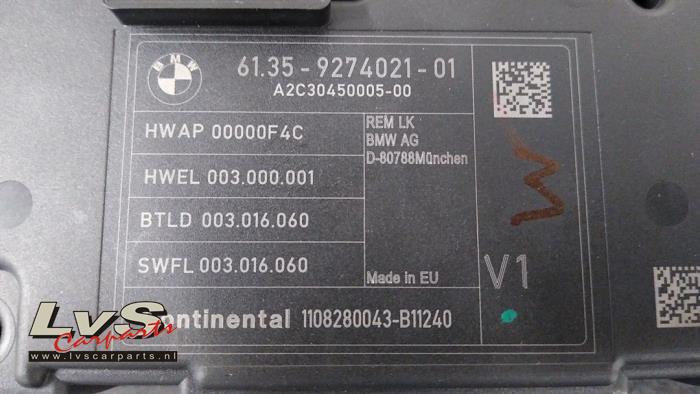 BMW
61.35 - 9274021 - 01
A2C30450005-00
HWAP 00000F4C
HWEL 003.000.001
BTLD 003.016.060
SWFL 003.016.060
REM LK
BMW AG
D-80788München
Made in EU
W
V1
ontinental 1108280043-B11240
LvS
Carparts
www.lvscarparts.nl